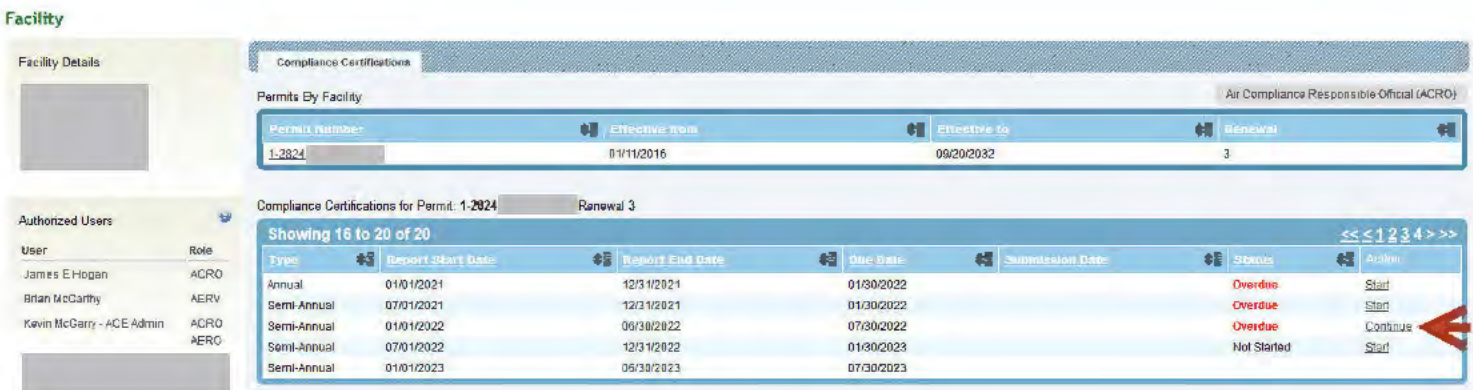 Facility
Facility Details
Compliance Certifications
Permits By Facility
Air Compliance Responsible Official (ACRO)
Permit Number Effective from Effective to Renewal
1-2824 01/11/2016 09/20/2032 3
Compliance Certifications for Permit: 1-2824 Renewal 3
Authorized Users
Showing 16 to 20 of 20 << < 1 2 3 4 > >>
User Role
Type Report Start Date Report End Date Due Date Submission Date Status Action
James E Hogan ACRO
Annual 01/01/2021 12/31/2021 01/30/2022 Overdue Start
Brian McCarthy AERV
Semi-Annual 07/01/2021 12/31/2021 01/30/2022 Overdue Start
Kevin McGarry - ACE Admin ACRO
AERO
Semi-Annual 01/01/2022 06/30/2022 07/30/2022 Overdue Continue
Semi-Annual 07/01/2022 12/31/2022 01/30/2023 Not Started Start
Semi-Annual 01/01/2023 06/30/2023 07/30/2023